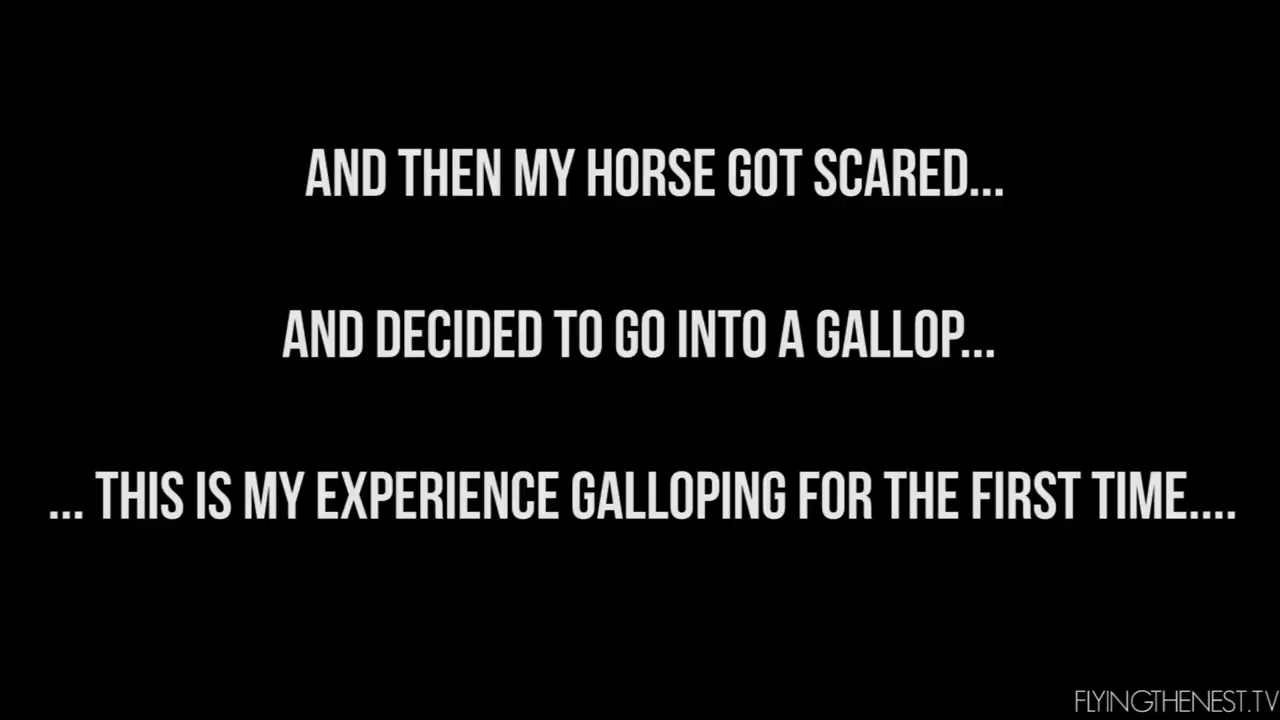 AND THEN MY HORSE GOT SCARED...
AND DECIDED TO GO INTO A GALLOP...
... THIS IS MY EXPERIENCE GALLOPING FOR THE FIRST TIME....
FLYINGTHENEST.TV